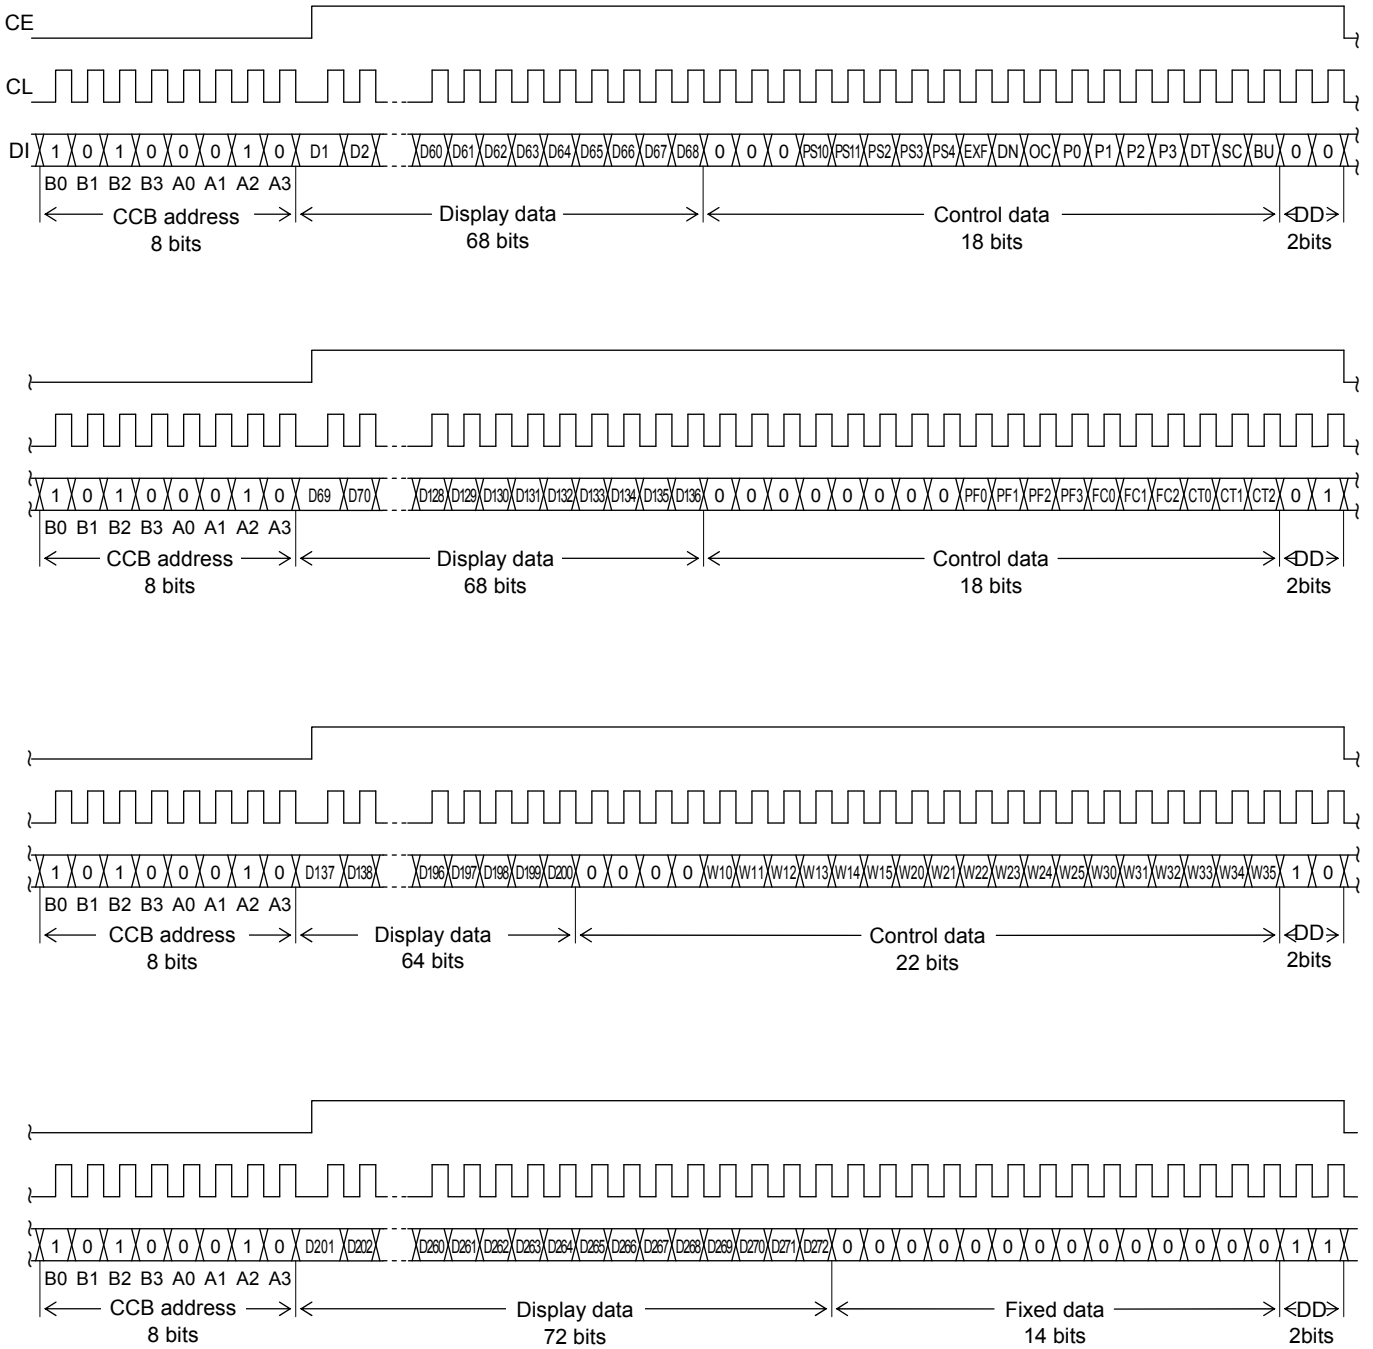 CE
CL
DI 1 0 1 0 0 0 1 0 D1 D2 D60 D61 D62 D63 D64 D65 D66 D67 D68 0 0 0 PS10 PS11 PS2 PS3 PS4 EXF DN OC P0 P1 P2 P3 DT SC BU 0 0
B0 B1 B2 B3 A0 A1 A2 A3
CCB address Display data Control data DD
8 bits 68 bits 18 bits 2bits
1 0 1 0 0 0 1 0 D69 D70 D128 D129 D130 D131 D132 D133 D134 D135 D136 0 0 0 0 0 0 0 0 PF0 PF1 PF2 PF3 FC0 FC1 FC2 CT0 CT1 CT2 0 1
B0 B1 B2 B3 A0 A1 A2 A3
CCB address Display data Control data DD
8 bits 68 bits 18 bits 2bits
1 0 1 0 0 0 1 0 D137 D138 D196 D197 D198 D199 D200 0 0 0 0 W10 W11 W12 W13 W14 W15 W20 W21 W22 W23 W24 W25 W30 W31 W32 W33 W34 W35 1 0
B0 B1 B2 B3 A0 A1 A2 A3
CCB address Display data Control data DD
8 bits 64 bits 22 bits 2bits
1 0 1 0 0 0 1 0 D201 D202 D260 D261 D262 D263 D264 D265 D266 D267 D268 D269 D270 D271 D272 0 0 0 0 0 0 0 0 0 0 0 0 0 0 1 1
B0 B1 B2 B3 A0 A1 A2 A3
CCB address Display data Fixed data DD
8 bits 72 bits 14 bits 2bits